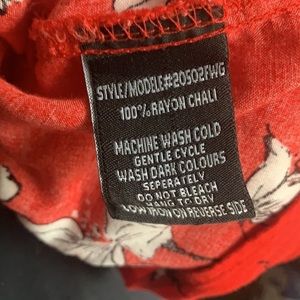 STYLE/MODELE#20502FWG
100% RAYON CHALI
MACHINE WASH COLD
GENTLE CYCLE
WASH DARK COLOURS
SEPERATELY
DO NOT BLEACH
HANG TO DRY
LOW IRON ON REVERSE SIDE